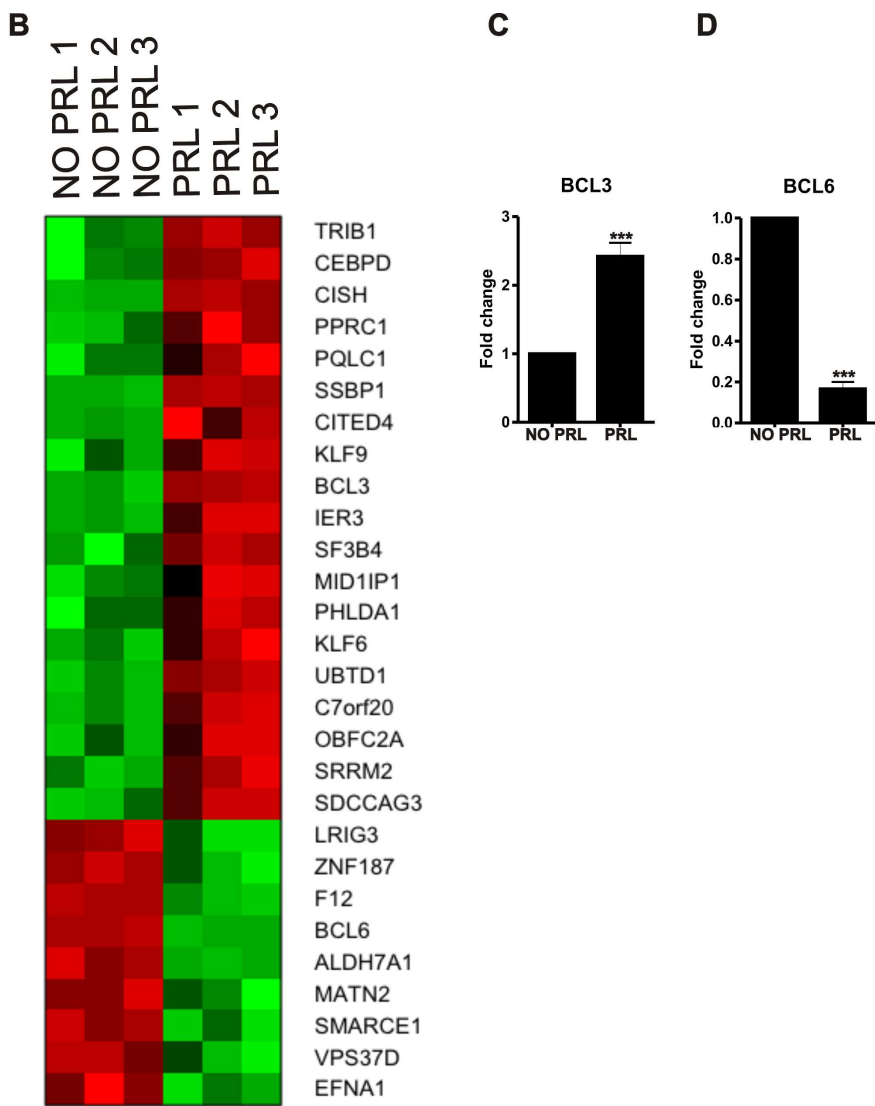 B
NO PRL 1
NO PRL 2
NO PRL 3
PRL 1
PRL 2
PRL 3
TRIB1
CEBPD
CISH
PPRC1
PQLC1
SSBP1
CITED4
KLF9
BCL3
IER3
SF3B4
MID1IP1
PHLDA1
KLF6
UBTD1
C7orf20
OBFC2A
SRRM2
SDCCAG3
LRIG3
ZNF187
F12
BCL6
ALDH7A1
MATN2
SMARCE1
VPS37D
EFNA1
C
BCL3
Fold change
3
2
1
0
***
NO PRL PRL
D
BCL6
Fold change
1.0
0.8
0.6
0.4
0.2
0.0
***
NO PRL PRL